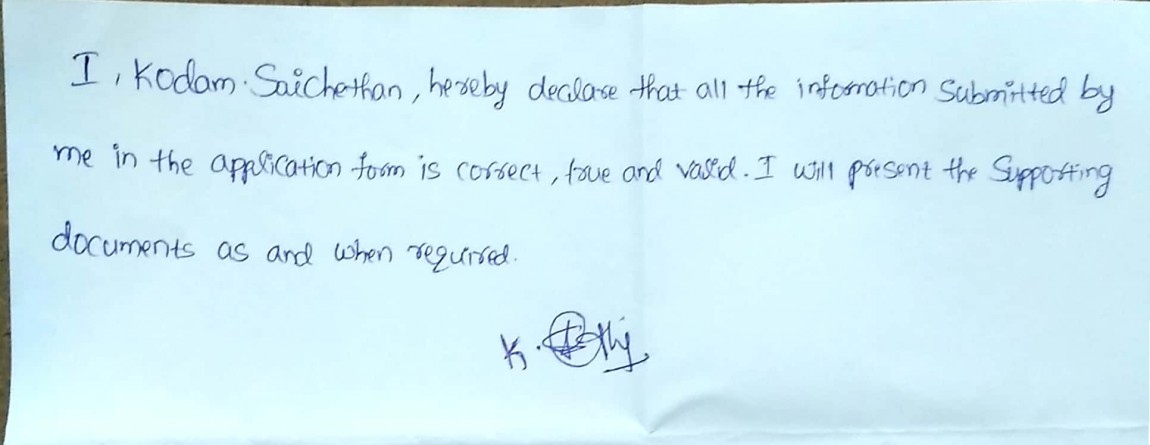 I, Kodam. Saichethan, hereby declare that all the information Submitted by
me in the application form is correct, true and valid. I will present the Supporting
documents as and when required.
K.